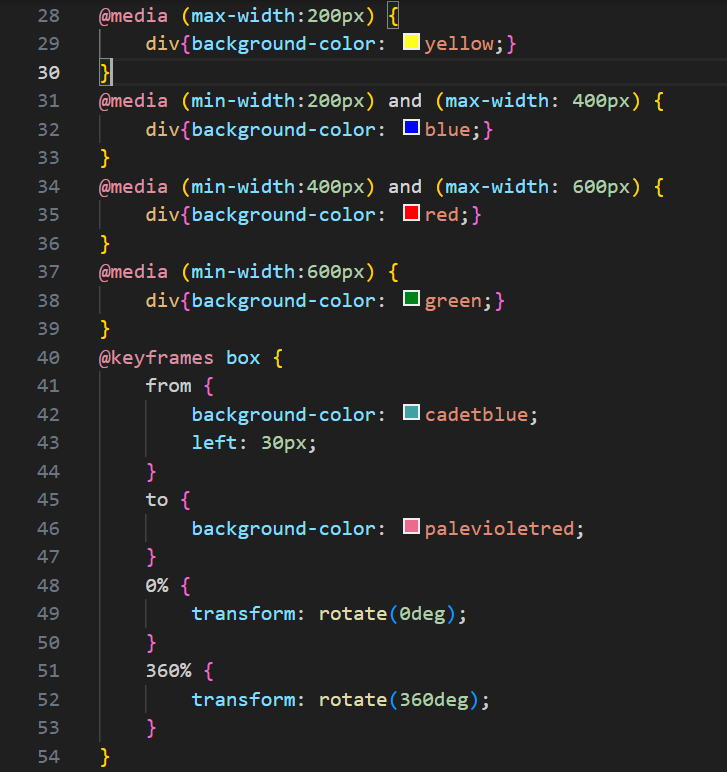 28 @media (max-width:200px) {
29     div{background-color: yellow;}
30 }
31 @media (min-width:200px) and (max-width: 400px) {
32     div{background-color: blue;}
33 }
34 @media (min-width:400px) and (max-width: 600px) {
35     div{background-color: red;}
36 }
37 @media (min-width:600px) {
38     div{background-color: green;}
39 }
40 @keyframes box {
41     from {
42         background-color: cadetblue;
43         left: 30px;
44     }
45     to {
46         background-color: palevioletred;
47     }
48     0% {
49         transform: rotate(0deg);
50     }
51     360% {
52         transform: rotate(360deg);
53     }
54 }